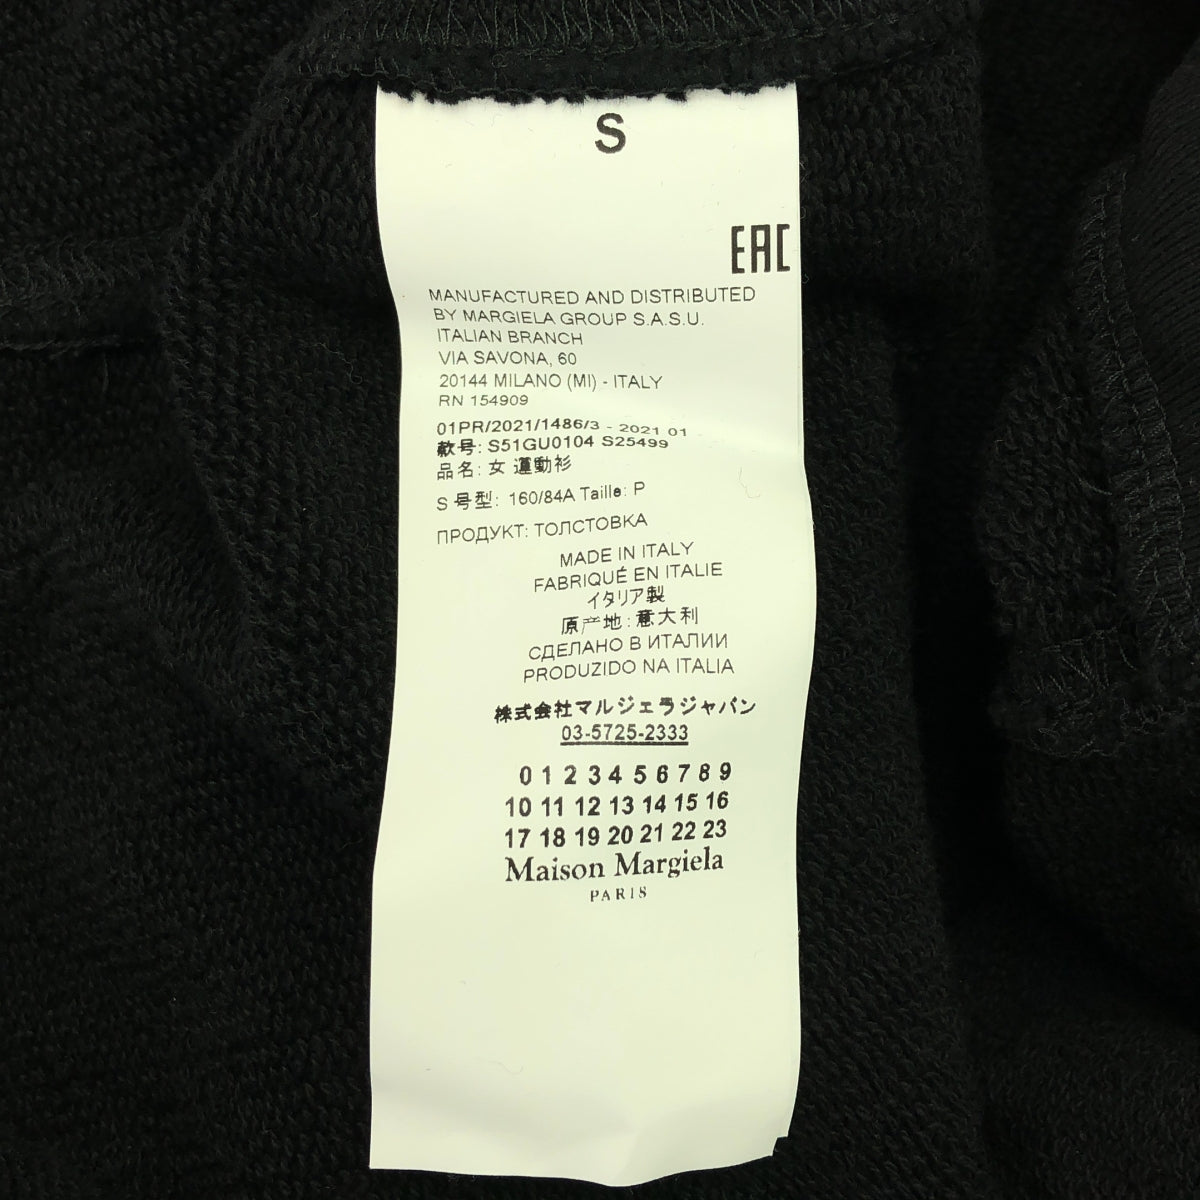 S
EAC
MANUFACTURED AND DISTRIBUTED
BY MARGIELA GROUP S.A.S.U.
ITALIAN BRANCH
VIA SAVONA, 60
20144 MILANO (MI) - ITALY
RN 154909
01PR/2021/1486/3 - 2021 01
款号: S51GU0104 S25499
品名: 女 運動衫
S 号型: 160/84A Taille: P
ПРОДУКТ: ТОЛСТОВКА
MADE IN ITALY
FABRIQUÉ EN ITALIE
イタリア製
原产地: 意大利
СДЕЛАНО В ИТАЛИИ
PRODUZIDO NA ITALIA
株式会社マルジェラジャパン
03-5725-2333
0 1 2 3 4 5 6 7 8 9
10 11 12 13 14 15 16
17 18 19 20 21 22 23
Maison Margiela
PARIS